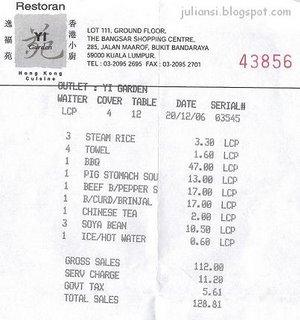 juliansi.blogspot.com
Restoran
逸福苑
YI
Garden
苑
香港小廚
Hong Kong
Cuisine
LOT 111, GROUND FLOOR,
THE BANGSAR SHOPPING CENTRE,
285, JALAN MAAROF, BUKIT BANDARAYA
59000 KUALA LUMPUR.
TEL : 03-2095 2695 FAX : 03-2095 2701
43856
OUTLET : YI GARDEN
WAITER COVER TABLE DATE SERIAL#
LCP 4 12 20/12/06 03545
3 STEAM RICE 3.30 LCP
4 TOWEL 1.60 LCP
1 BBQ 47.00 LCP
1 PIG STOMACH SOU 13.00 LCP
1 BEEF B/PEPPER S 17.00 LCP
1 B/CURD/BRINJAL 17.00 LCP
1 CHINESE TEA 2.00 LCP
3 SOYA BEAN 10.50 LCP
1 ICE/HOT WATER 0.60 LCP
GROSS SALES 112.00
SERV CHARGE 11.20
GOVT TAX 5.61
TOTAL SALES 128.81